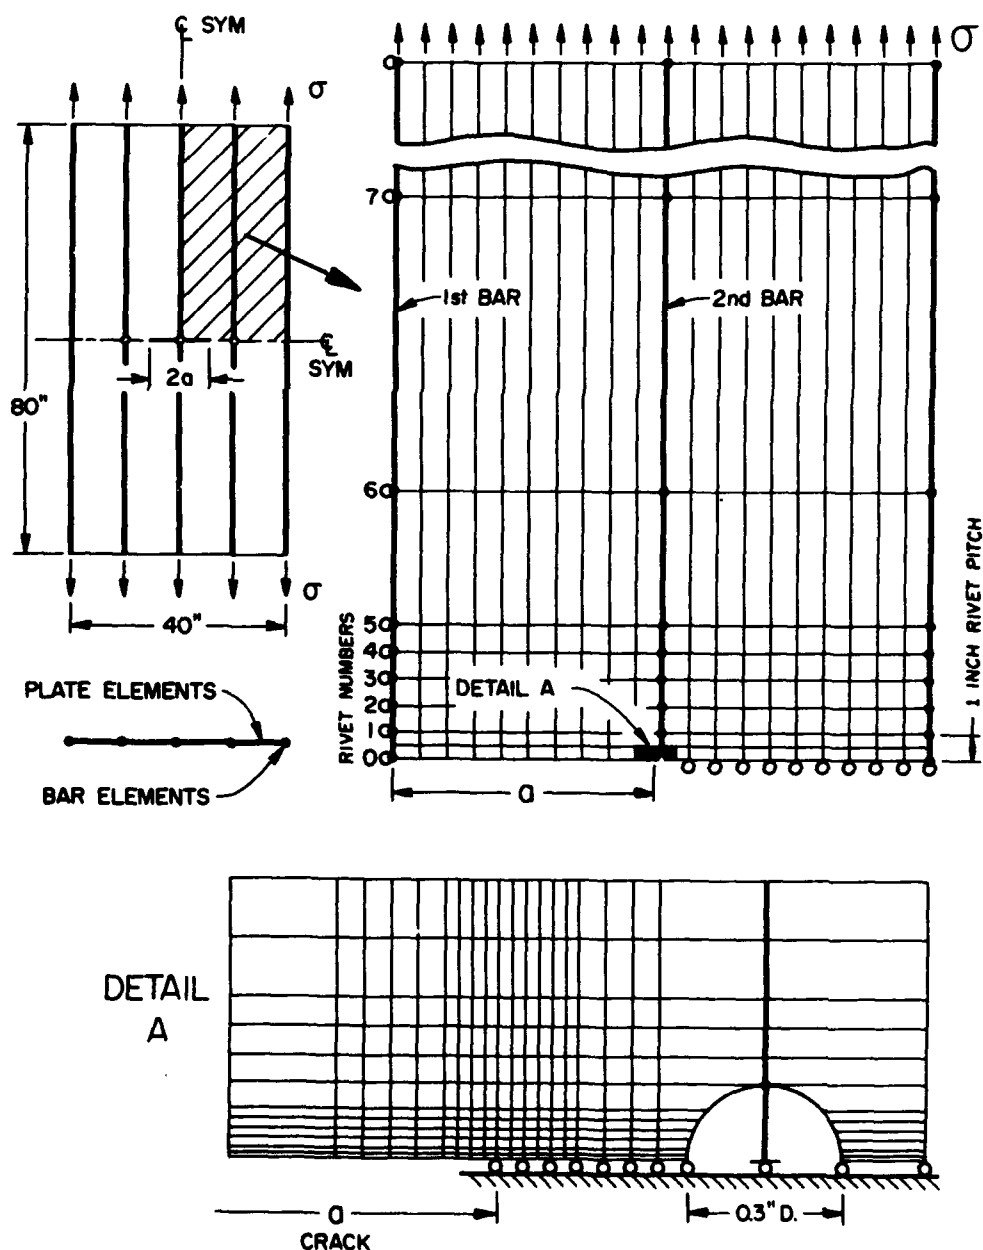 ℄ SYM
σ
σ
70
1st BAR
2nd BAR
℄
SYM
2a
80"
60
σ
40"
50
40
30
20
10
00
RIVET NUMBERS
1 INCH RIVET PITCH
PLATE ELEMENTS
DETAIL A
BAR ELEMENTS
a
DETAIL
A
a
CRACK
0.3" D.